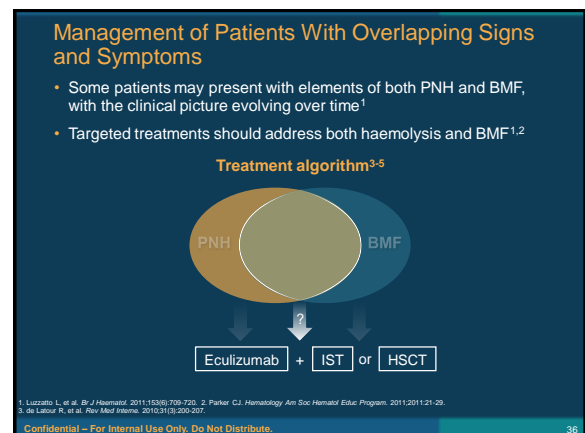 Management of Patients With Overlapping Signs
and Symptoms
• Some patients may present with elements of both PNH and BMF,
with the clinical picture evolving over time1
• Targeted treatments should address both haemolysis and BMF1,2
Treatment algorithm3-5
PNH BMF
?
Eculizumab + IST or HSCT
1. Luzzatto L, et al. Br J Haematol. 2011;153(6):709-720. 2. Parker CJ. Hematology Am Soc Hematol Educ Program. 2011;2011:21-29.
3. de Latour R, et al. Rev Med Interne. 2010;31(3):200-207.
Confidential – For Internal Use Only. Do Not Distribute. 36